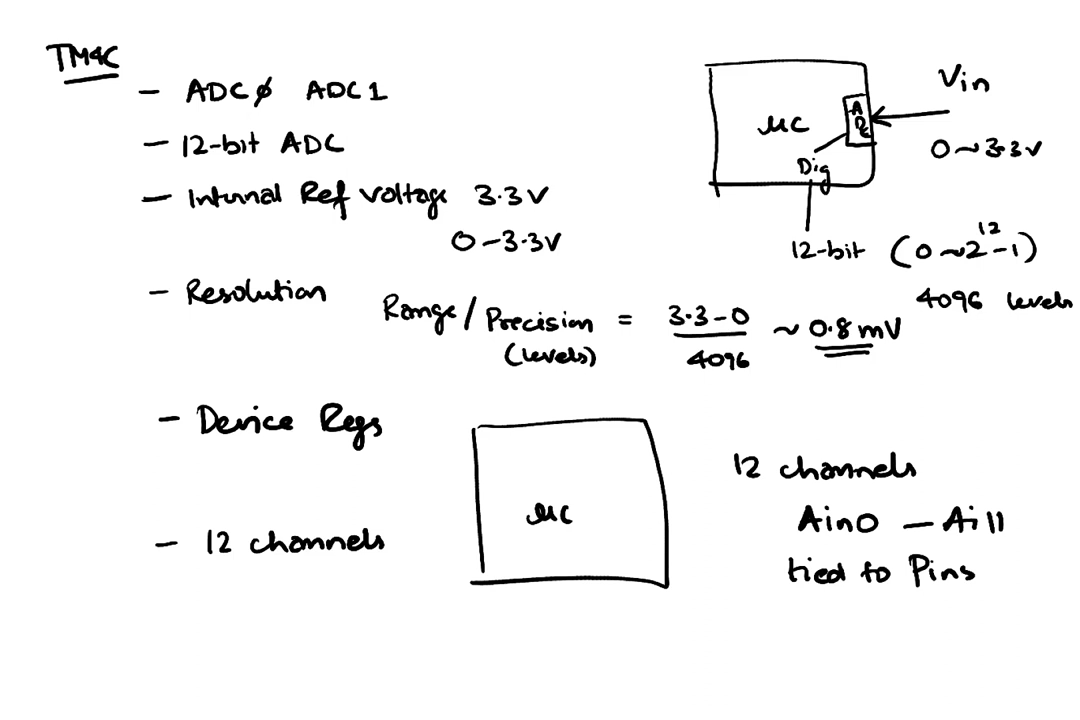 TM4C
- ADC∅ ADC1
- 12-bit ADC
- Internal Ref Voltage 3.3V
0-3.3V
- Resolution
Range/Precision (levels) = 3.3-0/4096 ~ 0.8mV
- Device Regs
- 12 channels
μC
ADC
Vin
0~3.3V
Dig
12-bit (0~2^12-1)
4096 levels
μC
12 channels
Ain0 - Ai11
tied to Pins